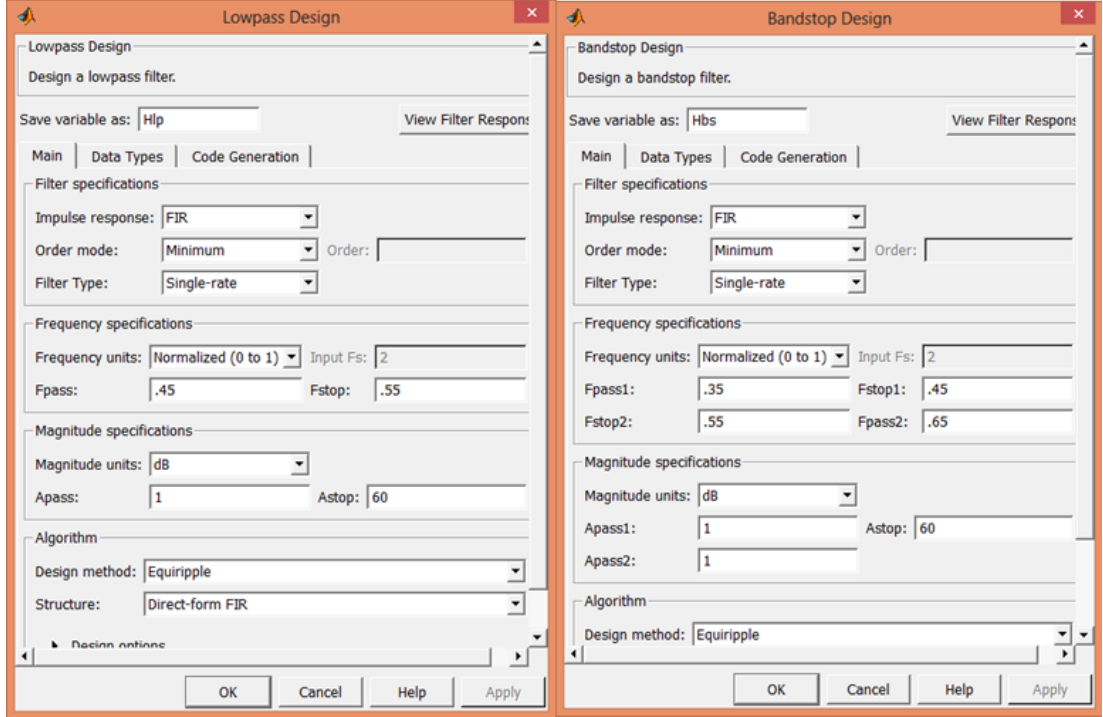 Lowpass Design
Lowpass Design
Design a lowpass filter.
Save variable as: Hlp View Filter Respons
Main Data Types Code Generation
Filter specifications
Impulse response: FIR
Order mode: Minimum Order:
Filter Type: Single-rate
Frequency specifications
Frequency units: Normalized (0 to 1) Input Fs: 2
Fpass: .45 Fstop: .55
Magnitude specifications
Magnitude units: dB
Apass: 1 Astop: 60
Algorithm
Design method: Equiripple
Structure: Direct-form FIR
Design options
OK Cancel Help Apply
Bandstop Design
Bandstop Design
Design a bandstop filter.
Save variable as: Hbs View Filter Respons
Main Data Types Code Generation
Filter specifications
Impulse response: FIR
Order mode: Minimum Order:
Filter Type: Single-rate
Frequency specifications
Frequency units: Normalized (0 to 1) Input Fs: 2
Fpass1: .35 Fstop1: .45
Fstop2: .55 Fpass2: .65
Magnitude specifications
Magnitude units: dB
Apass1: 1 Astop: 60
Apass2: 1
Algorithm
Design method: Equiripple
OK Cancel Help Apply